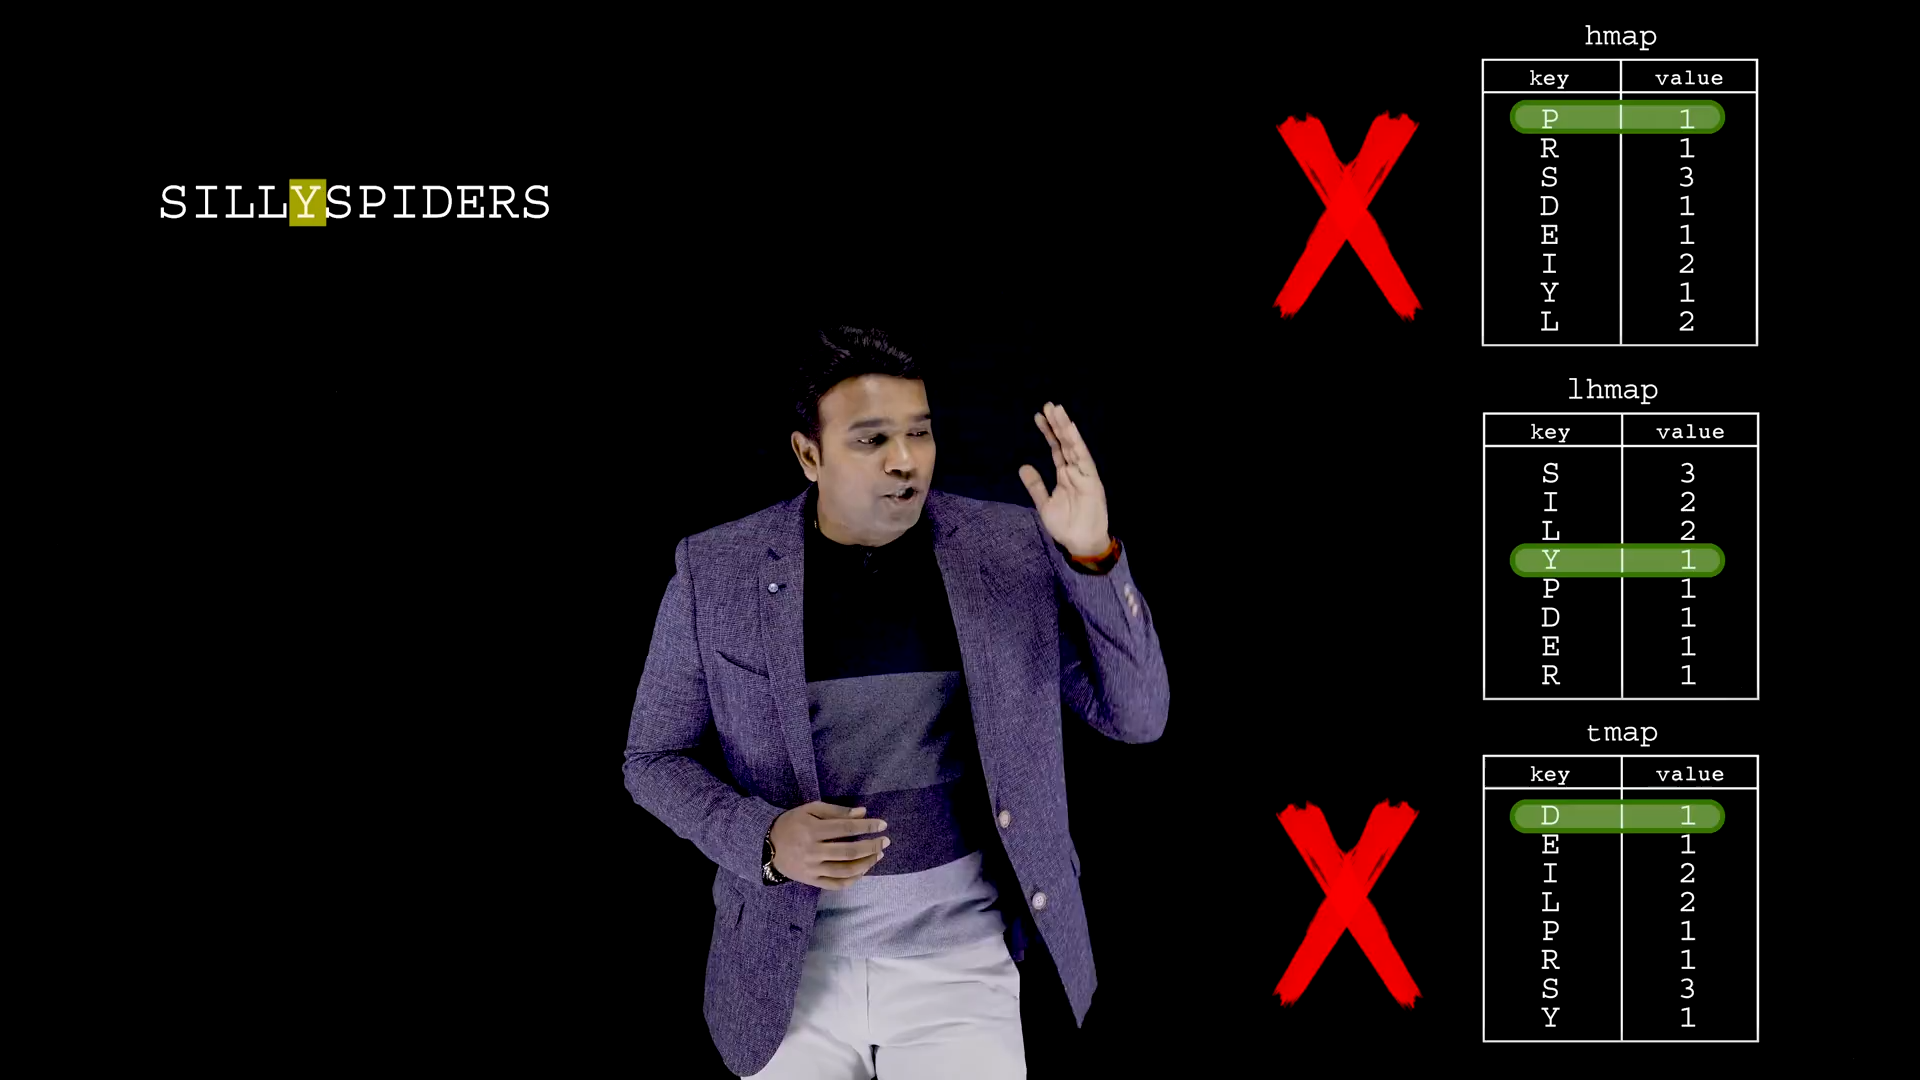 SILLYSPIDERS
hmap
key value
P 1
R 1
S 3
D 1
E 1
I 2
Y 1
L 2
lhmap
key value
S 3
I 2
L 2
Y 1
P 1
D 1
E 1
R 1
tmap
key value
D 1
E 1
I 2
L 2
P 1
R 1
S 3
Y 1